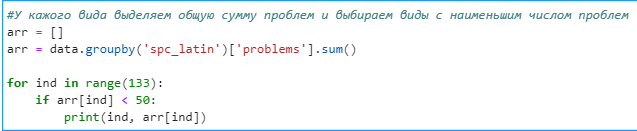 #У кажого вида выделяем общую сумму проблем и выбираем виды с наименьшим числом проблем
arr = []
arr = data.groupby('spc_latin')['problems'].sum()

for ind in range(133):
    if arr[ind] < 50:
        print(ind, arr[ind])